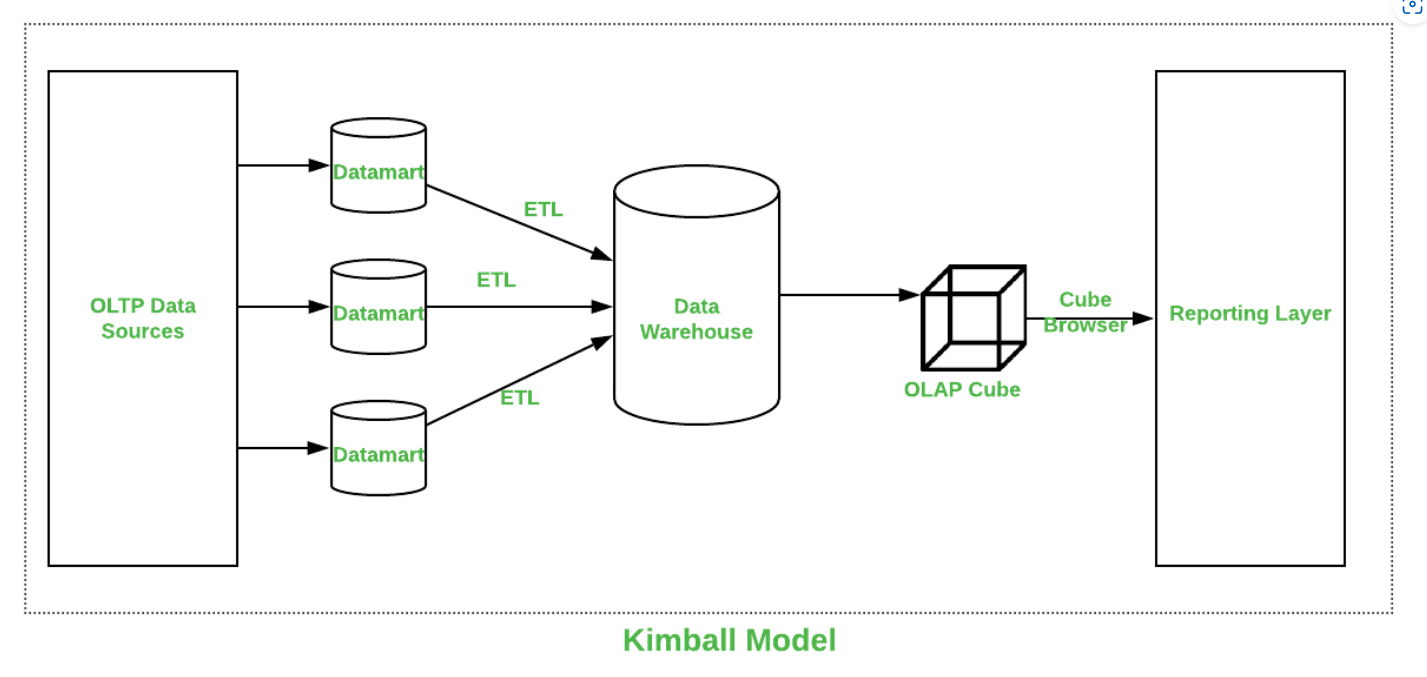 Datamart
ETL
OLTP Data
Sources
Datamart
ETL
Data
Warehouse
Cube
Browser
Reporting Layer
OLAP Cube
Datamart
ETL
Kimball Model